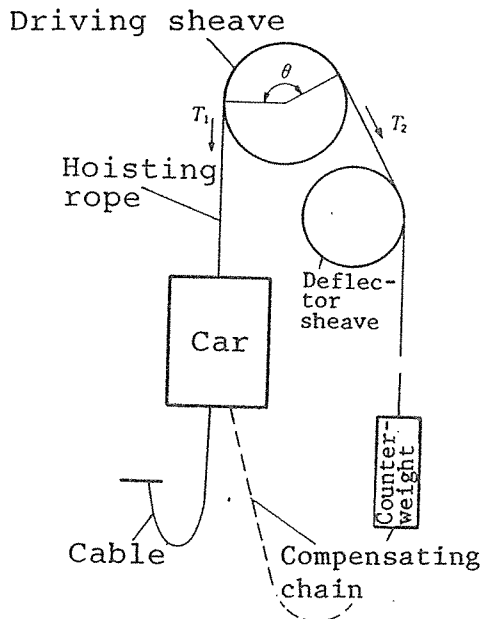 Driving sheave
θ
T₁
T₂
Hoisting
rope
Deflec-
tor
sheave
Car
Counter-
weight
Cable
Compensating
chain